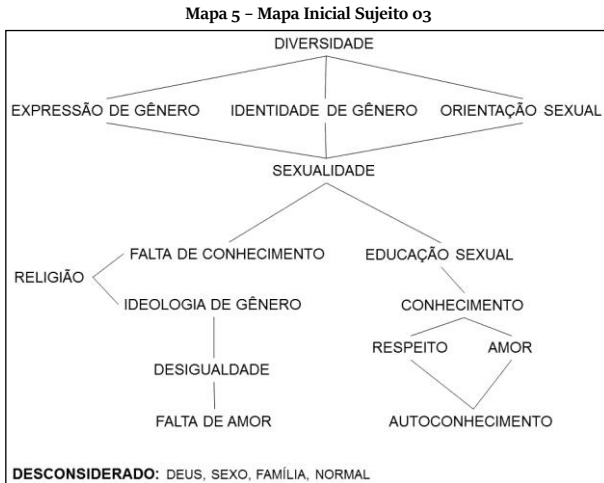 Mapa 5 – Mapa Inicial Sujeito 03
DIVERSIDADE
EXPRESSÃO DE GÊNERO IDENTIDADE DE GÊNERO ORIENTAÇÃO SEXUAL
SEXUALIDADE
FALTA DE CONHECIMENTO EDUCAÇÃO SEXUAL
RELIGIÃO
IDEOLOGIA DE GÊNERO CONHECIMENTO
RESPEITO AMOR
DESIGUALDADE
FALTA DE AMOR AUTOCONHECIMENTO
DESCONSIDERADO: DEUS, SEXO, FAMÍLIA, NORMAL